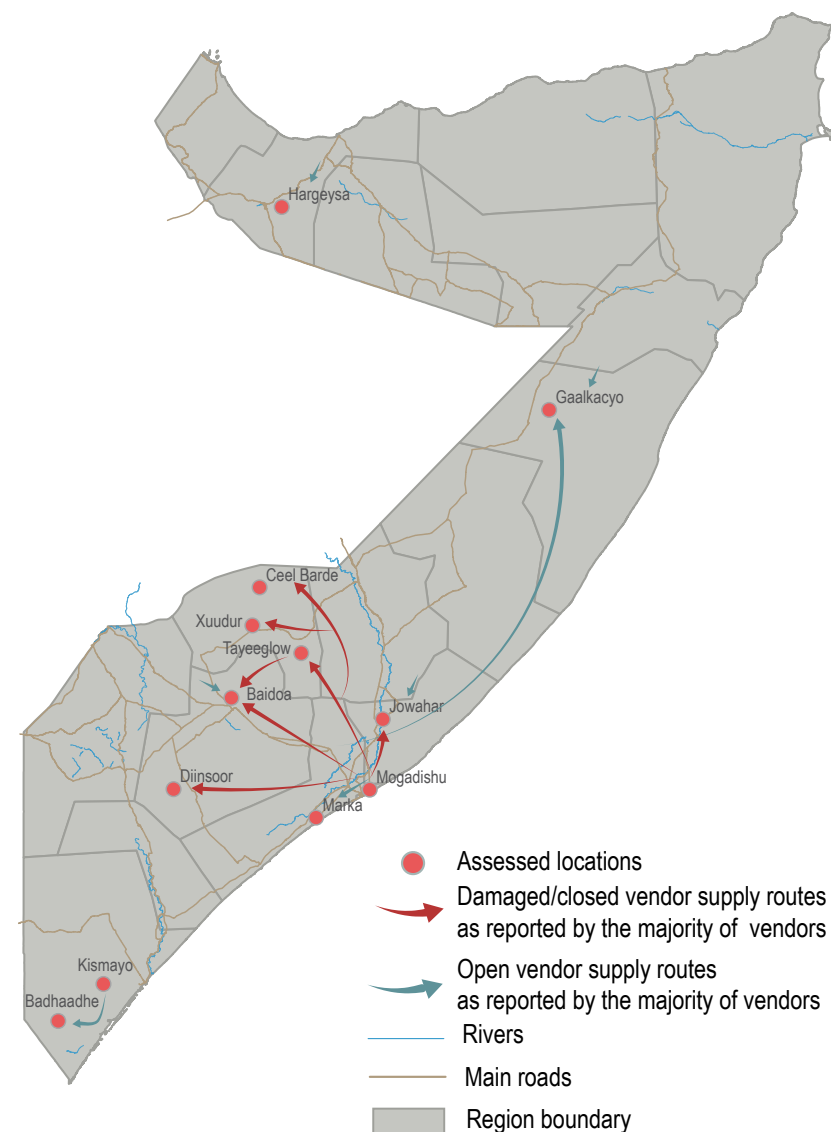 Hargeysa
Gaalkacyo
Ceel Barde
Xuudur
Tayeeglow
Baidoa
Jowahar
Diinsoor
Mogadishu
Marka
Kismayo
Badhaadhe
Assessed locations
Damaged/closed vendor supply routes
as reported by the majority of vendors
Open vendor supply routes
as reported by the majority of vendors
Rivers
Main roads
Region boundary